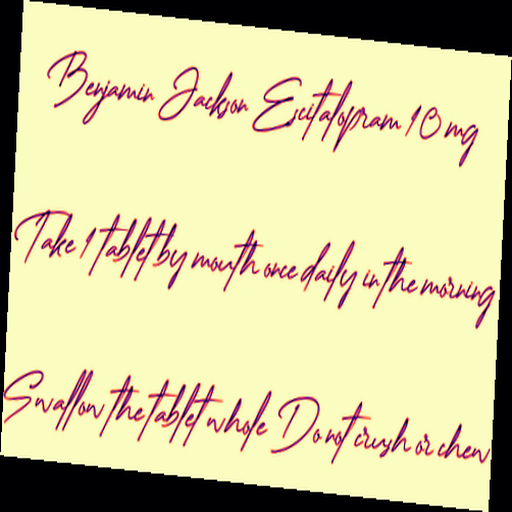 Benjamin Jackson Escitalopram 10 mg
Take 1 tablet by mouth once daily in the morning
Swallow the tablet whole Do not crush or chew